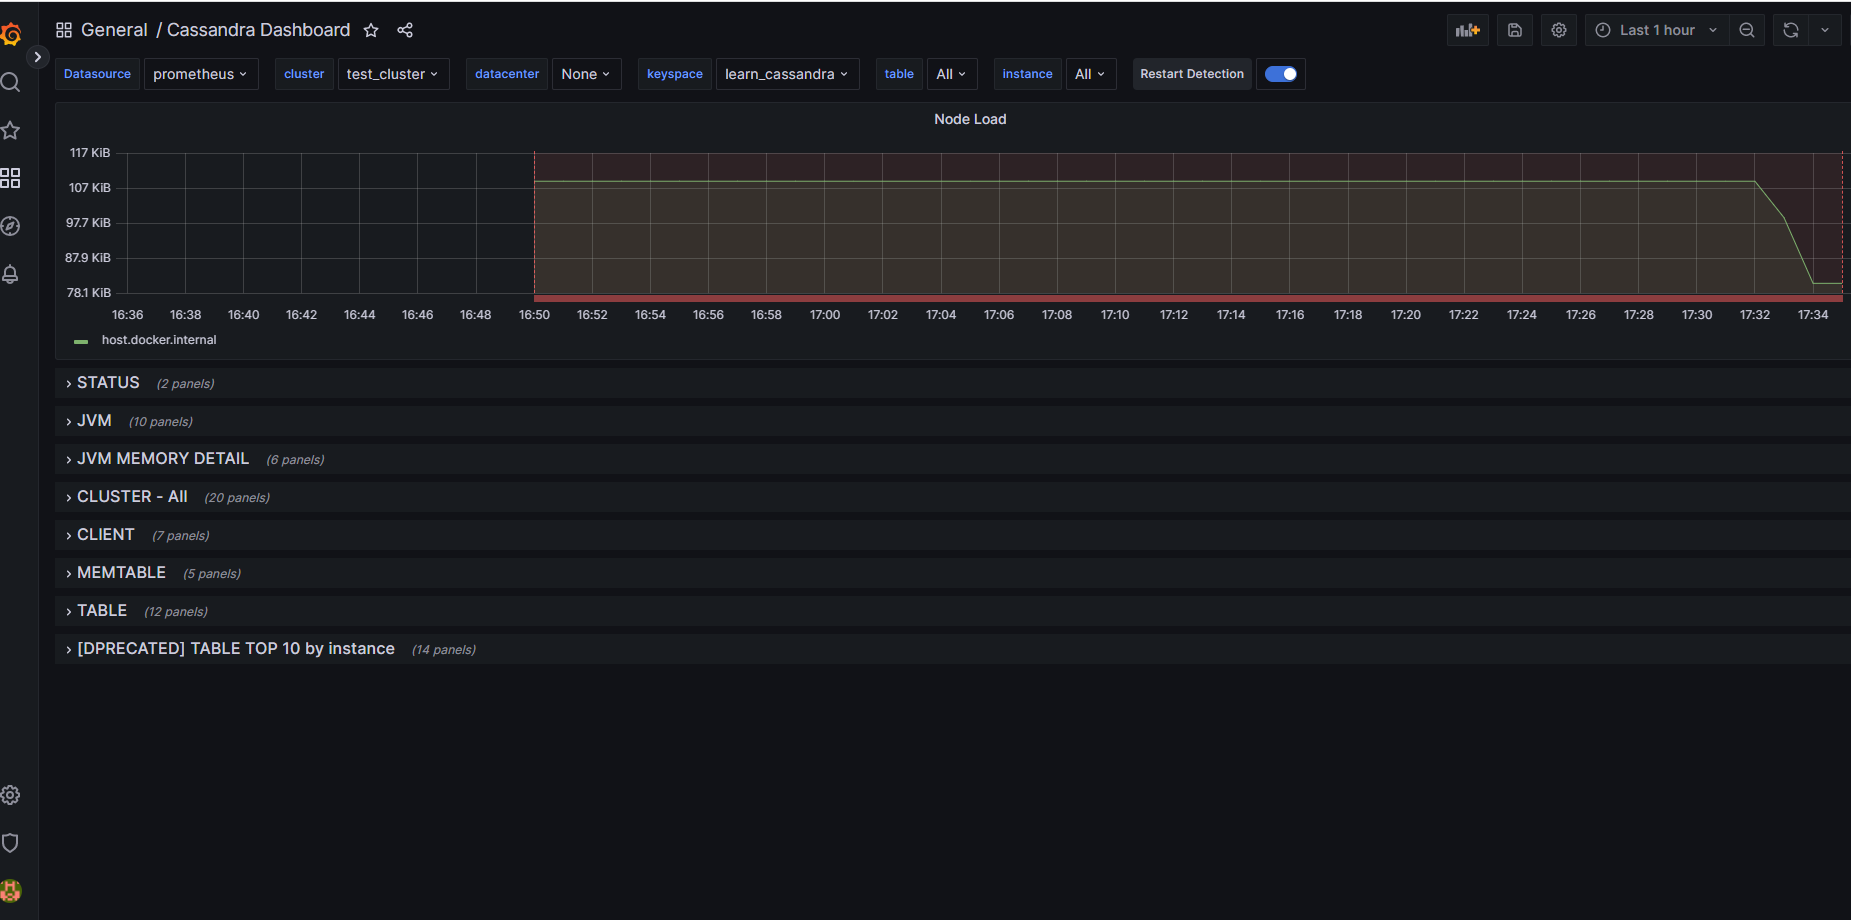 General / Cassandra Dashboard
Last 1 hour
Datasource prometheus cluster test_cluster datacenter None keyspace learn_cassandra table All instance All Restart Detection
Node Load
117 KiB
107 KiB
97.7 KiB
87.9 KiB
78.1 KiB
16:36 16:38 16:40 16:42 16:44 16:46 16:48 16:50 16:52 16:54 16:56 16:58 17:00 17:02 17:04 17:06 17:08 17:10 17:12 17:14 17:16 17:18 17:20 17:22 17:24 17:26 17:28 17:30 17:32 17:34
host.docker.internal
STATUS (2 panels)
JVM (10 panels)
JVM MEMORY DETAIL (6 panels)
CLUSTER - All (20 panels)
CLIENT (7 panels)
MEMTABLE (5 panels)
TABLE (12 panels)
[DPRECATED] TABLE TOP 10 by instance (14 panels)